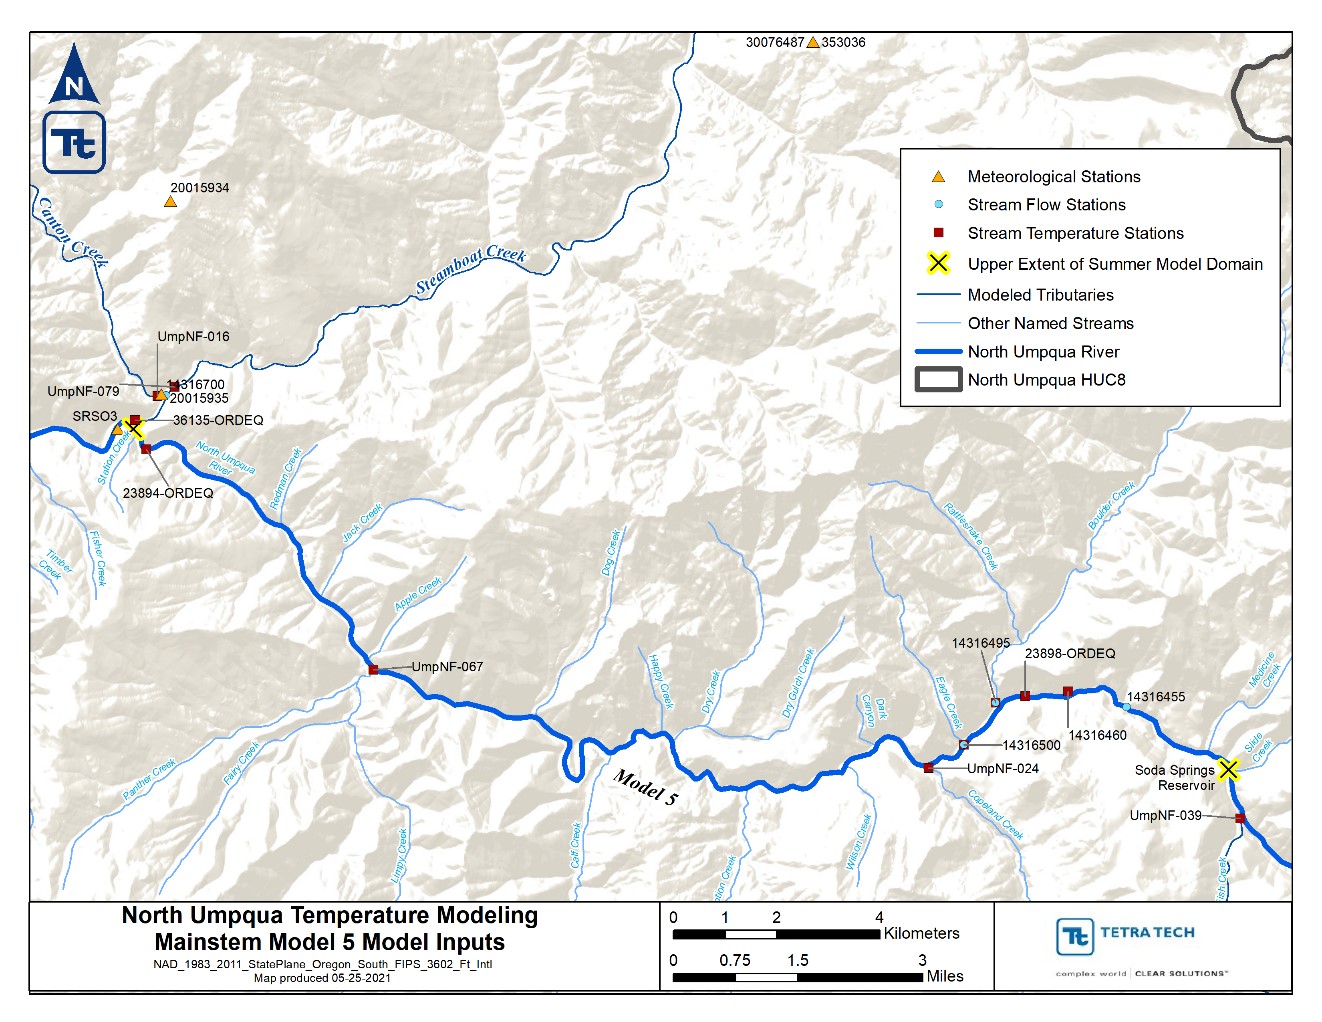 30076487
353036
N
Tt
20015934
Canton Creek
Steamboat Creek
Meteorological Stations
Stream Flow Stations
Stream Temperature Stations
Upper Extent of Summer Model Domain
Modeled Tributaries
Other Named Streams
North Umpqua River
North Umpqua HUC8
UmpNF-016
UmpNF-079
14316700
20015935
SRSO3
36135-ORDEQ
23894-ORDEQ
Station Creek
North Umpqua
River
Redman Creek
Jack Creek
Fisher Creek
Timber
Creek
Apple Creek
Dog Creek
Rattlesnake Creek
Boulder Creek
UmpNF-067
Happy Creek
Dry Creek
Dry Gulch Creek
Dark
Canyon
Eagle Creek
14316495
23898-ORDEQ
14316455
14316460
14316500
UmpNF-024
Medicine
Creek
Slide
Creek
Soda Springs
Reservoir
UmpNF-039
Panther Creek
Fairy Creek
Limpy Creek
Calf Creek
Model 5
Wilson Creek
Copeland Creek
Creek
Creek
North Umpqua Temperature Modeling
Mainstem Model 5 Model Inputs
NAD_1983_2011_StatePlane_Oregon_South_FIPS_3602_Ft_Intl
Map produced 05-25-2021
0 1 2 4
Kilometers
0 0.75 1.5 3
Miles
Tt TETRA TECH
complex world | CLEAR SOLUTIONS™